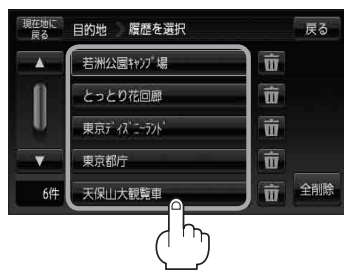 現在地に
戻る
目的地 履歴を選択
戻る
若洲公園ｷｬﾝﾌﾟ場
とっとり花回廊
東京ﾃﾞｨｽﾞﾆｰﾗﾝﾄﾞ
東京都庁
天保山大観覧車
6件
全削除